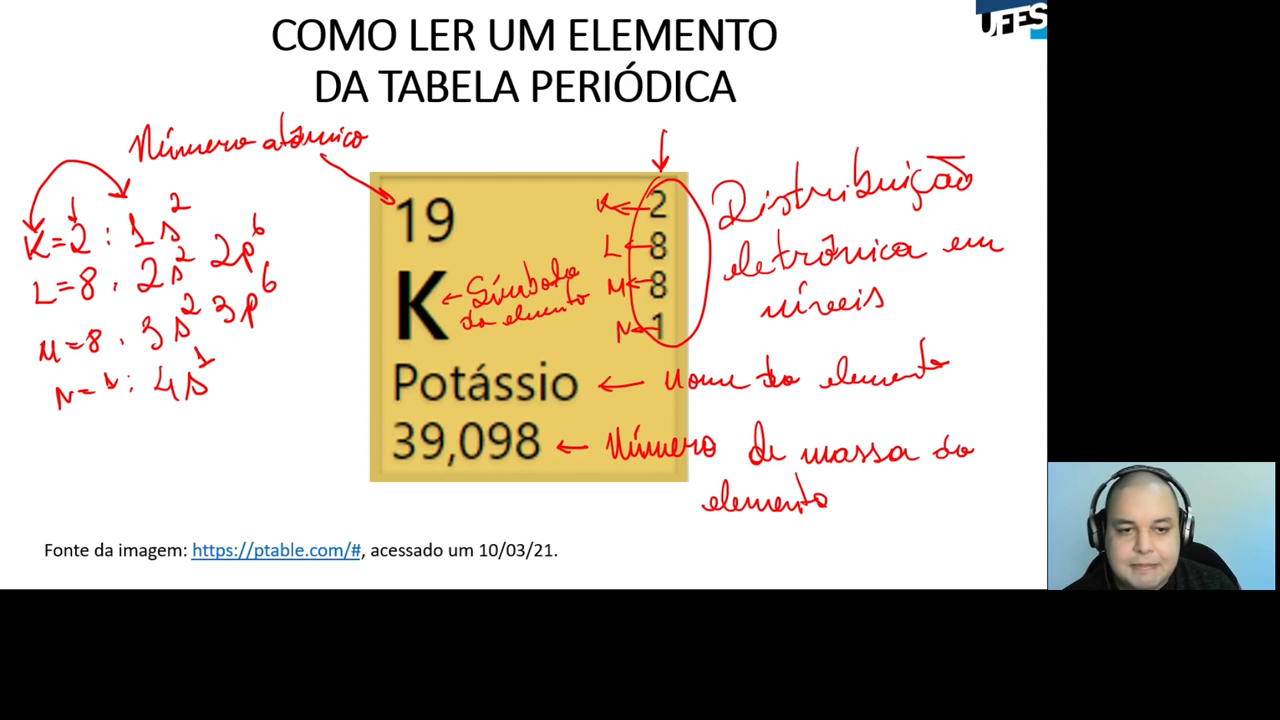 COMO LER UM ELEMENTO
DA TABELA PERIÓDICA
UFES
Número atômico
K=2 : 1s² 
L=8 : 2s² 2p⁶
M=8 : 3s² 3p⁶
N=1 : 4s¹
19
K
← Símbolo
do elemento
Potássio
39,098
K ← 2
L ← 8
M ← 8
N ← 1
Distribuição
eletrônica em
níveis
← Nome do elemento
← Número de massa do
elemento
Fonte da imagem: https://ptable.com/#, acessado um 10/03/21.